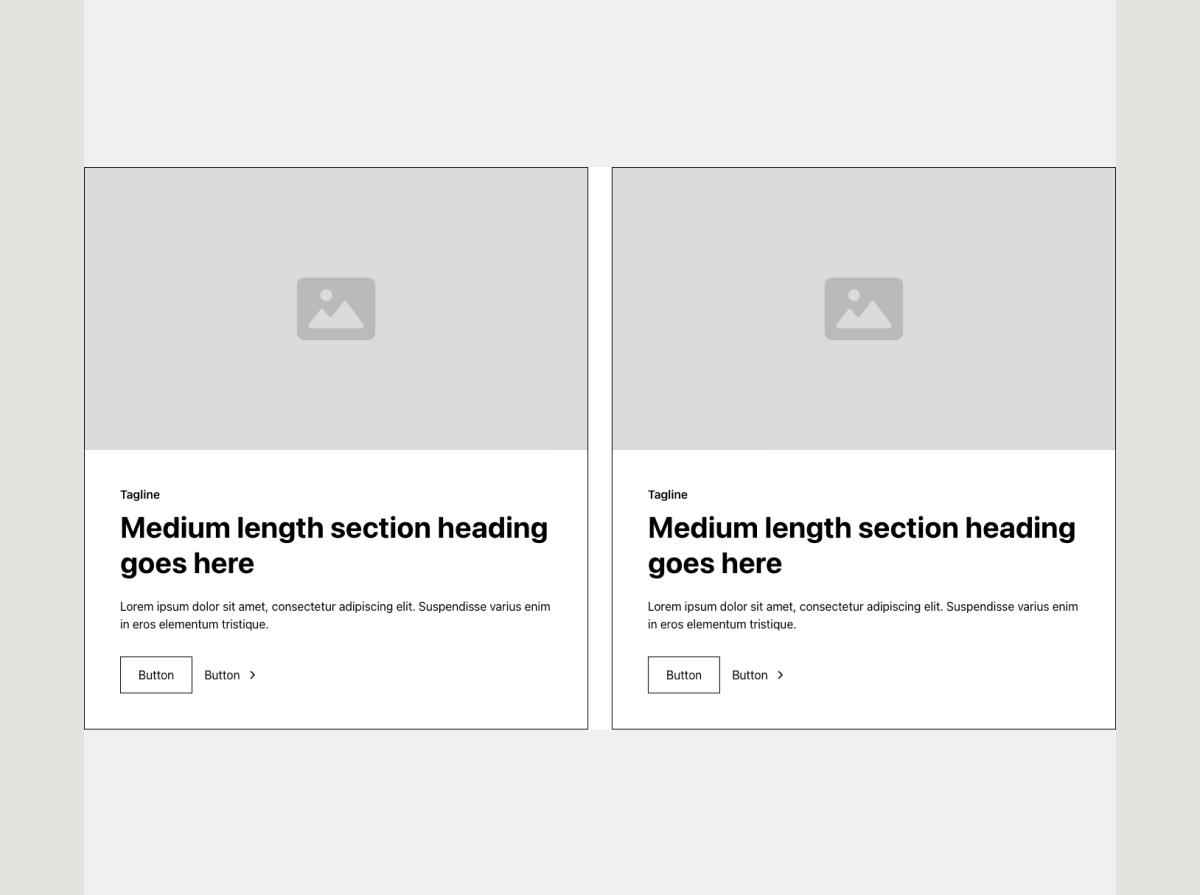 Tagline
Medium length section heading
goes here
Lorem ipsum dolor sit amet, consectetur adipiscing elit. Suspendisse varius enim
in eros elementum tristique.
Button
Button
Tagline
Medium length section heading
goes here
Lorem ipsum dolor sit amet, consectetur adipiscing elit. Suspendisse varius enim
in eros elementum tristique.
Button
Button